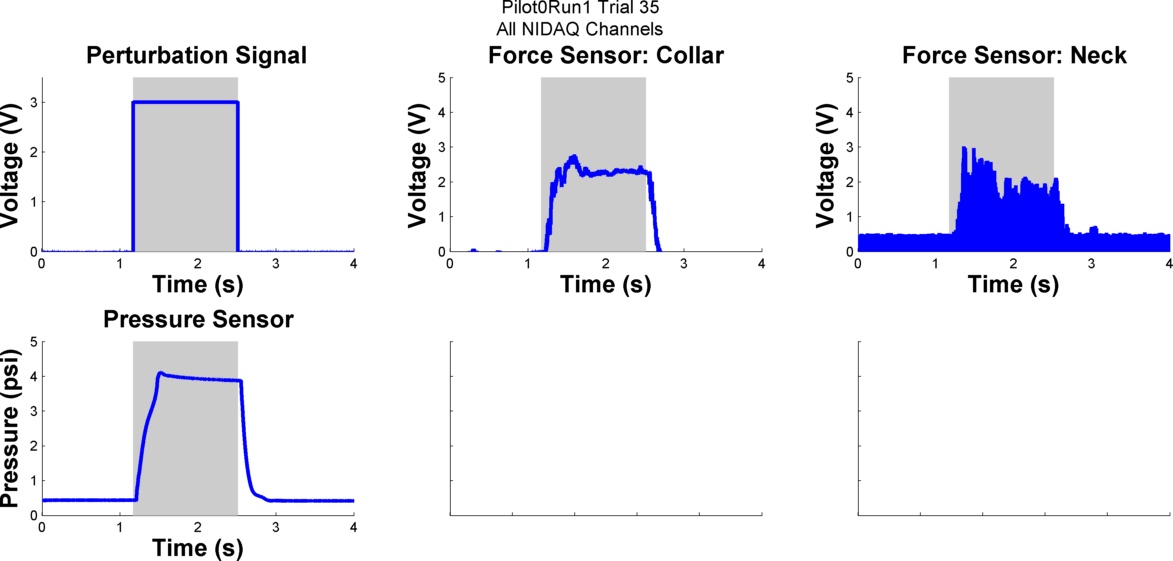 Pilot0Run1 Trial 35
All NIDAQ Channels
Perturbation Signal
Force Sensor: Collar
Force Sensor: Neck
Voltage (V)
3
2
1
0
0 1 2 3 4
Time (s)
Voltage (V)
5
4
3
2
1
0
0 1 2 3 4
Time (s)
Voltage (V)
5
4
3
2
1
0
0 1 2 3 4
Time (s)
Pressure Sensor
Pressure (psi)
5
4
3
2
1
0
0 1 2 3 4
Time (s)